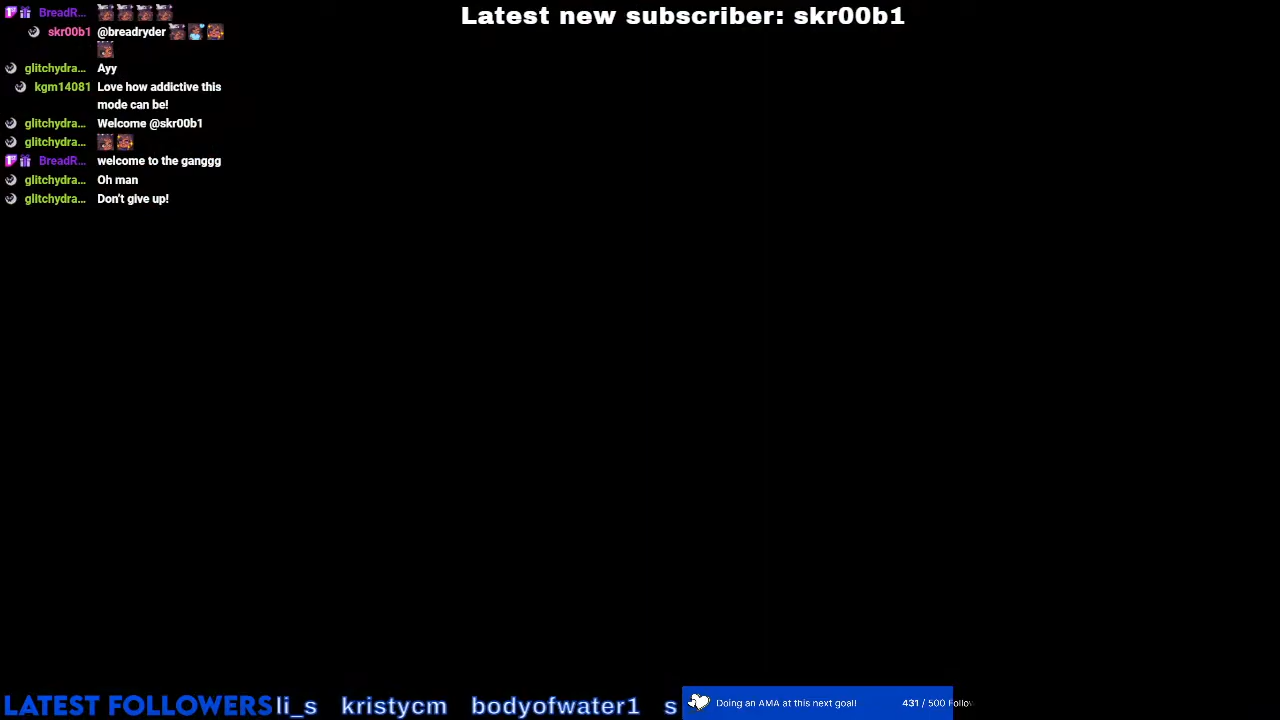 Latest new subscriber: skr00b1
BreadR...
skr00b1 @breadryder
glitchydra... Ayy
kgm14081 Love how addictive this
mode can be!
glitchydra... Welcome @skr00b1
glitchydra...
BreadR... welcome to the ganggg
glitchydra... Oh man
glitchydra... Don't give up!
LATEST FOLLOWERS li_s kristycm bodyofwater1 s
Doing an AMA at this next goal! 431 / 500 Follow